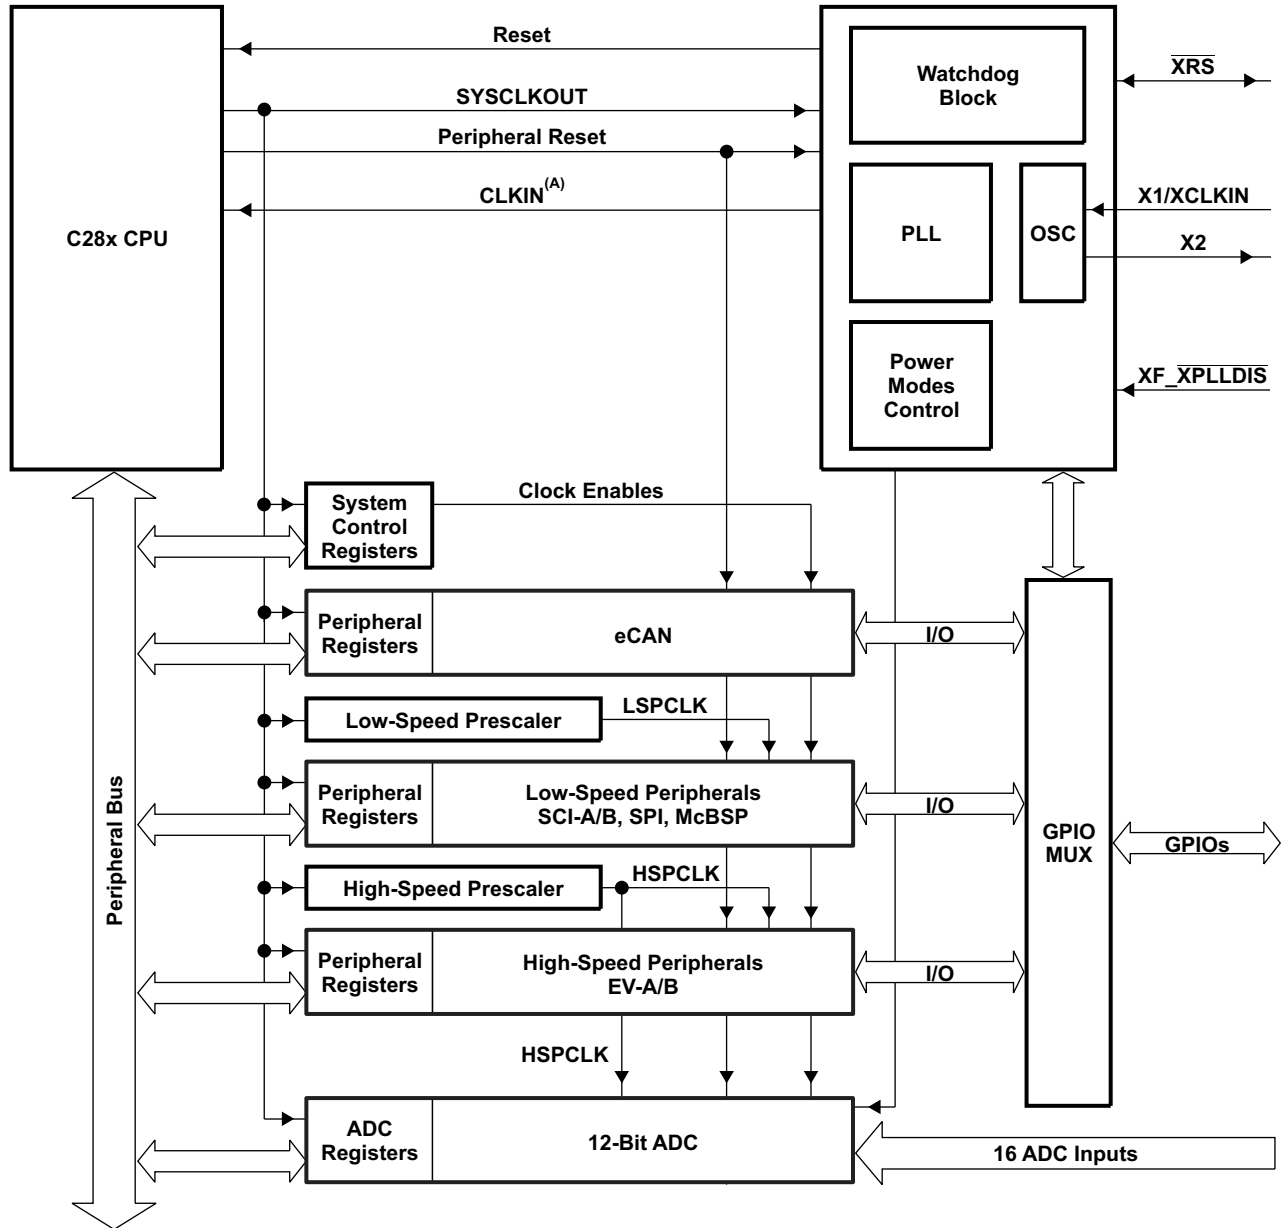 Reset
Watchdog
Block
XRS
SYSCLKOUT
Peripheral Reset
CLKIN(A)
X1/XCLKIN
C28x CPU
PLL
OSC
X2
Power
Modes
Control
XF_XPLLDIS
System
Control
Registers
Clock Enables
Peripheral
Registers
eCAN
I/O
Low-Speed Prescaler
LSPCLK
Peripheral
Registers
Low-Speed Peripherals
SCI-A/B, SPI, McBSP
I/O
Peripheral Bus
GPIO
MUX
GPIOs
High-Speed Prescaler
HSPCLK
Peripheral
Registers
High-Speed Peripherals
EV-A/B
I/O
HSPCLK
ADC
Registers
12-Bit ADC
16 ADC Inputs